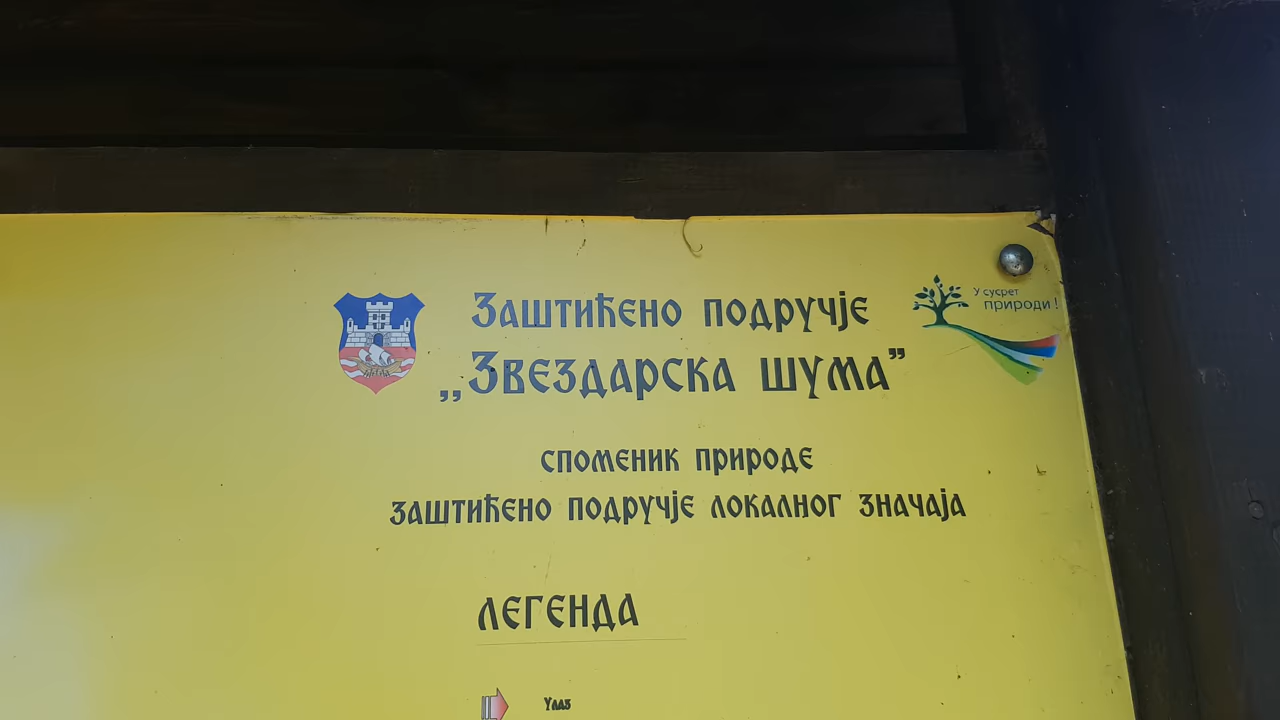 Заштићено подручје
„Звездарска шума”
У сусрет
природи!
споменик природе
заштићено подручје локалног значаја
Легенда
Улаз